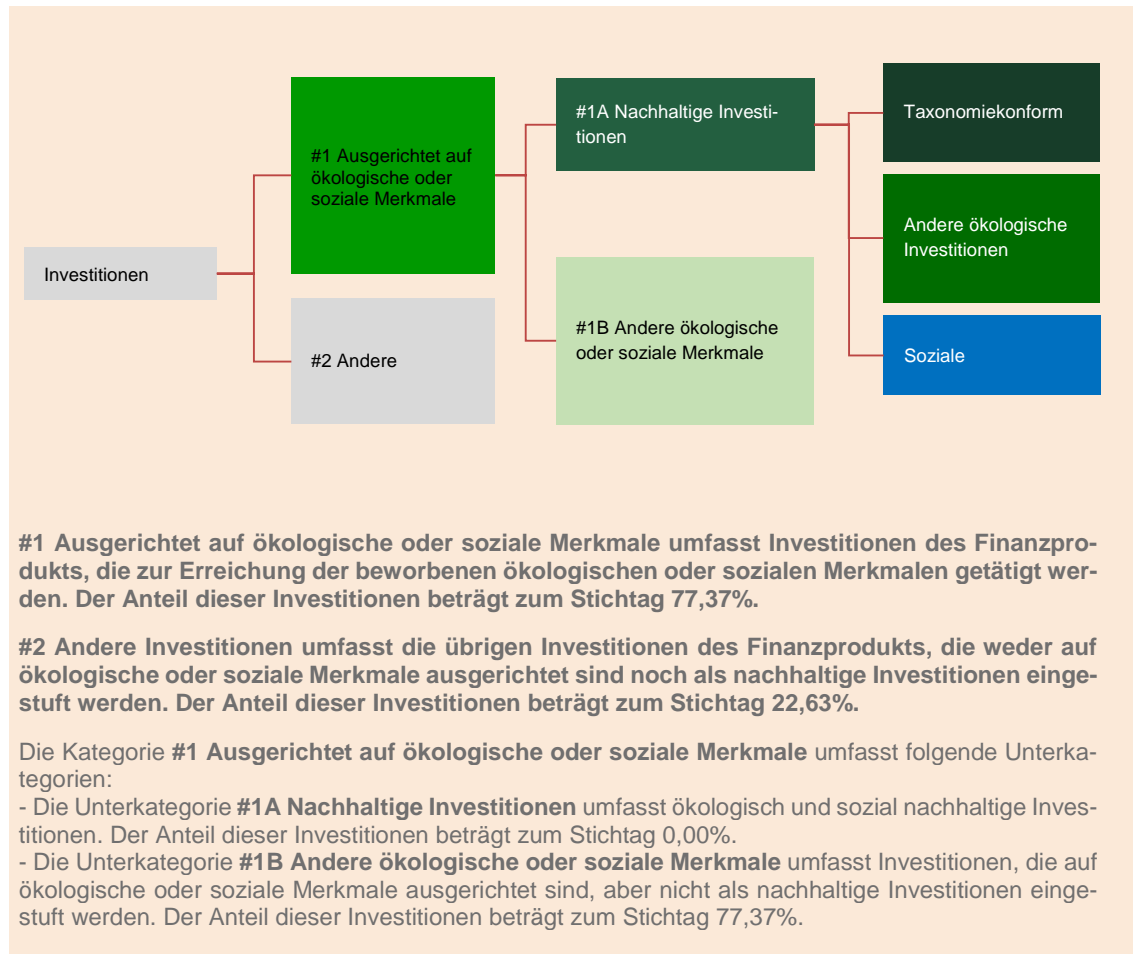 #1 Ausgerichtet auf
ökologische oder
soziale Merkmale
#1A Nachhaltige Investi-
tionen
Taxonomiekonform
Andere ökologische
Investitionen
Investitionen
#2 Andere
#1B Andere ökologische
oder soziale Merkmale
Soziale
#1 Ausgerichtet auf ökologische oder soziale Merkmale umfasst Investitionen des Finanzpro-
dukts, die zur Erreichung der beworbenen ökologischen oder sozialen Merkmalen getätigt wer-
den. Der Anteil dieser Investitionen beträgt zum Stichtag 77,37%.
#2 Andere Investitionen umfasst die übrigen Investitionen des Finanzprodukts, die weder auf
ökologische oder soziale Merkmale ausgerichtet sind noch als nachhaltige Investitionen einge-
stuft werden. Der Anteil dieser Investitionen beträgt zum Stichtag 22,63%.
Die Kategorie #1 Ausgerichtet auf ökologische oder soziale Merkmale umfasst folgende Unterka-
tegorien:
- Die Unterkategorie #1A Nachhaltige Investitionen umfasst ökologisch und sozial nachhaltige Inves-
titionen. Der Anteil dieser Investitionen beträgt zum Stichtag 0,00%.
- Die Unterkategorie #1B Andere ökologische oder soziale Merkmale umfasst Investitionen, die auf
ökologische oder soziale Merkmale ausgerichtet sind, aber nicht als nachhaltige Investitionen einge-
stuft werden. Der Anteil dieser Investitionen beträgt zum Stichtag 77,37%.